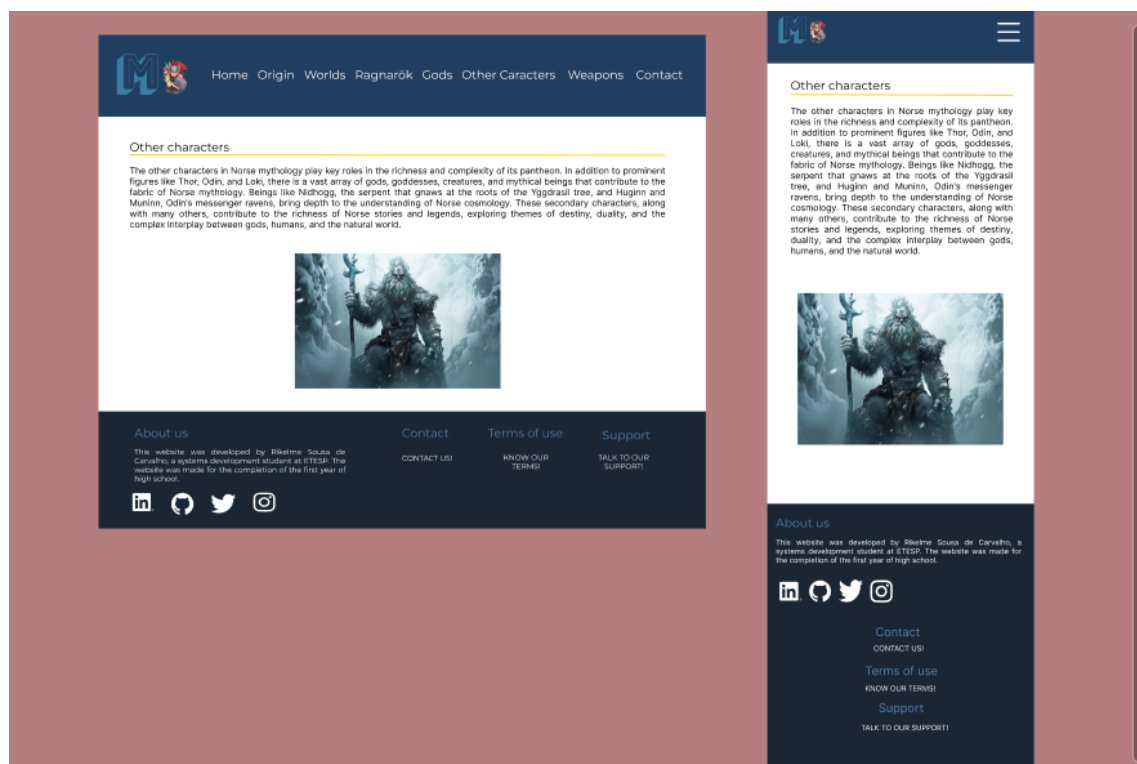 M
Home Origin Worlds Ragnarök Gods Other Caracters Weapons Contact
Other characters
The other characters in Norse mythology play key roles in the richness and complexity of its pantheon. In addition to prominent
figures like Thor, Odin, and Loki, there is a vast array of gods, goddesses, creatures, and mythical beings that contribute to the
fabric of Norse mythology. Beings like Nidhogg, the serpent that gnaws at the roots of the Yggdrasil tree, and Huginn and
Muninn, Odin's messenger ravens, bring depth to the understanding of Norse cosmology. These secondary characters, along
with many others, contribute to the richness of Norse stories and legends, exploring themes of destiny, duality, and the
complex interplay between gods, humans, and the natural world.
About us
This website was developed by Rikelme Sousa de
Carvalho, a systems development student at ETESP. The
website was made for the completion of the first year of
high school.
in
Contact
CONTACT US!
Terms of use
KNOW OUR
TERMS!
Support
TALK TO OUR
SUPPORT!
M
Other characters
The other characters in Norse mythology play key
roles in the richness and complexity of its pantheon.
In addition to prominent figures like Thor, Odin, and
Loki, there is a vast array of gods, goddesses,
creatures, and mythical beings that contribute to the
fabric of Norse mythology. Beings like Nidhogg, the
serpent that gnaws at the roots of the Yggdrasil
tree, and Huginn and Muninn, Odin's messenger
ravens, bring depth to the understanding of Norse
cosmology. These secondary characters, along with
many others, contribute to the richness of Norse
stories and legends, exploring themes of destiny,
duality, and the complex interplay between gods,
humans, and the natural world.
About us
This website was developed by Rikelme Sousa de Carvalho, a
systems development student at ETESP. The website was made for
the completion of the first year of high school.
in
Contact
CONTACT US!
Terms of use
KNOW OUR TERMS!
Support
TALK TO OUR SUPPORT!